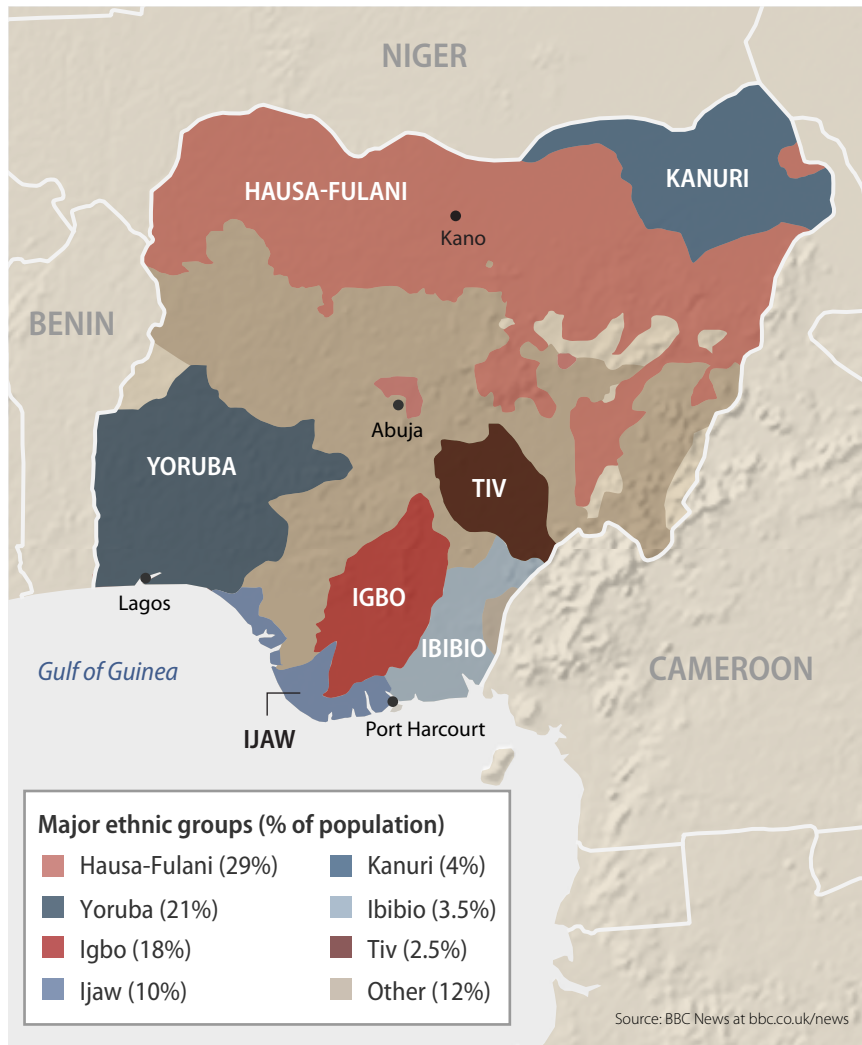 NIGER
HAUSA-FULANI
KANURI
Kano
BENIN
Abuja
YORUBA
TIV
Lagos
IGBO
IBIBIO
Gulf of Guinea
CAMEROON
IJAW
Port Harcourt
Major ethnic groups (% of population)
Hausa-Fulani (29%)
Kanuri (4%)
Yoruba (21%)
Ibibio (3.5%)
Igbo (18%)
Tiv (2.5%)
Ijaw (10%)
Other (12%)
Source: BBC News at bbc.co.uk/news